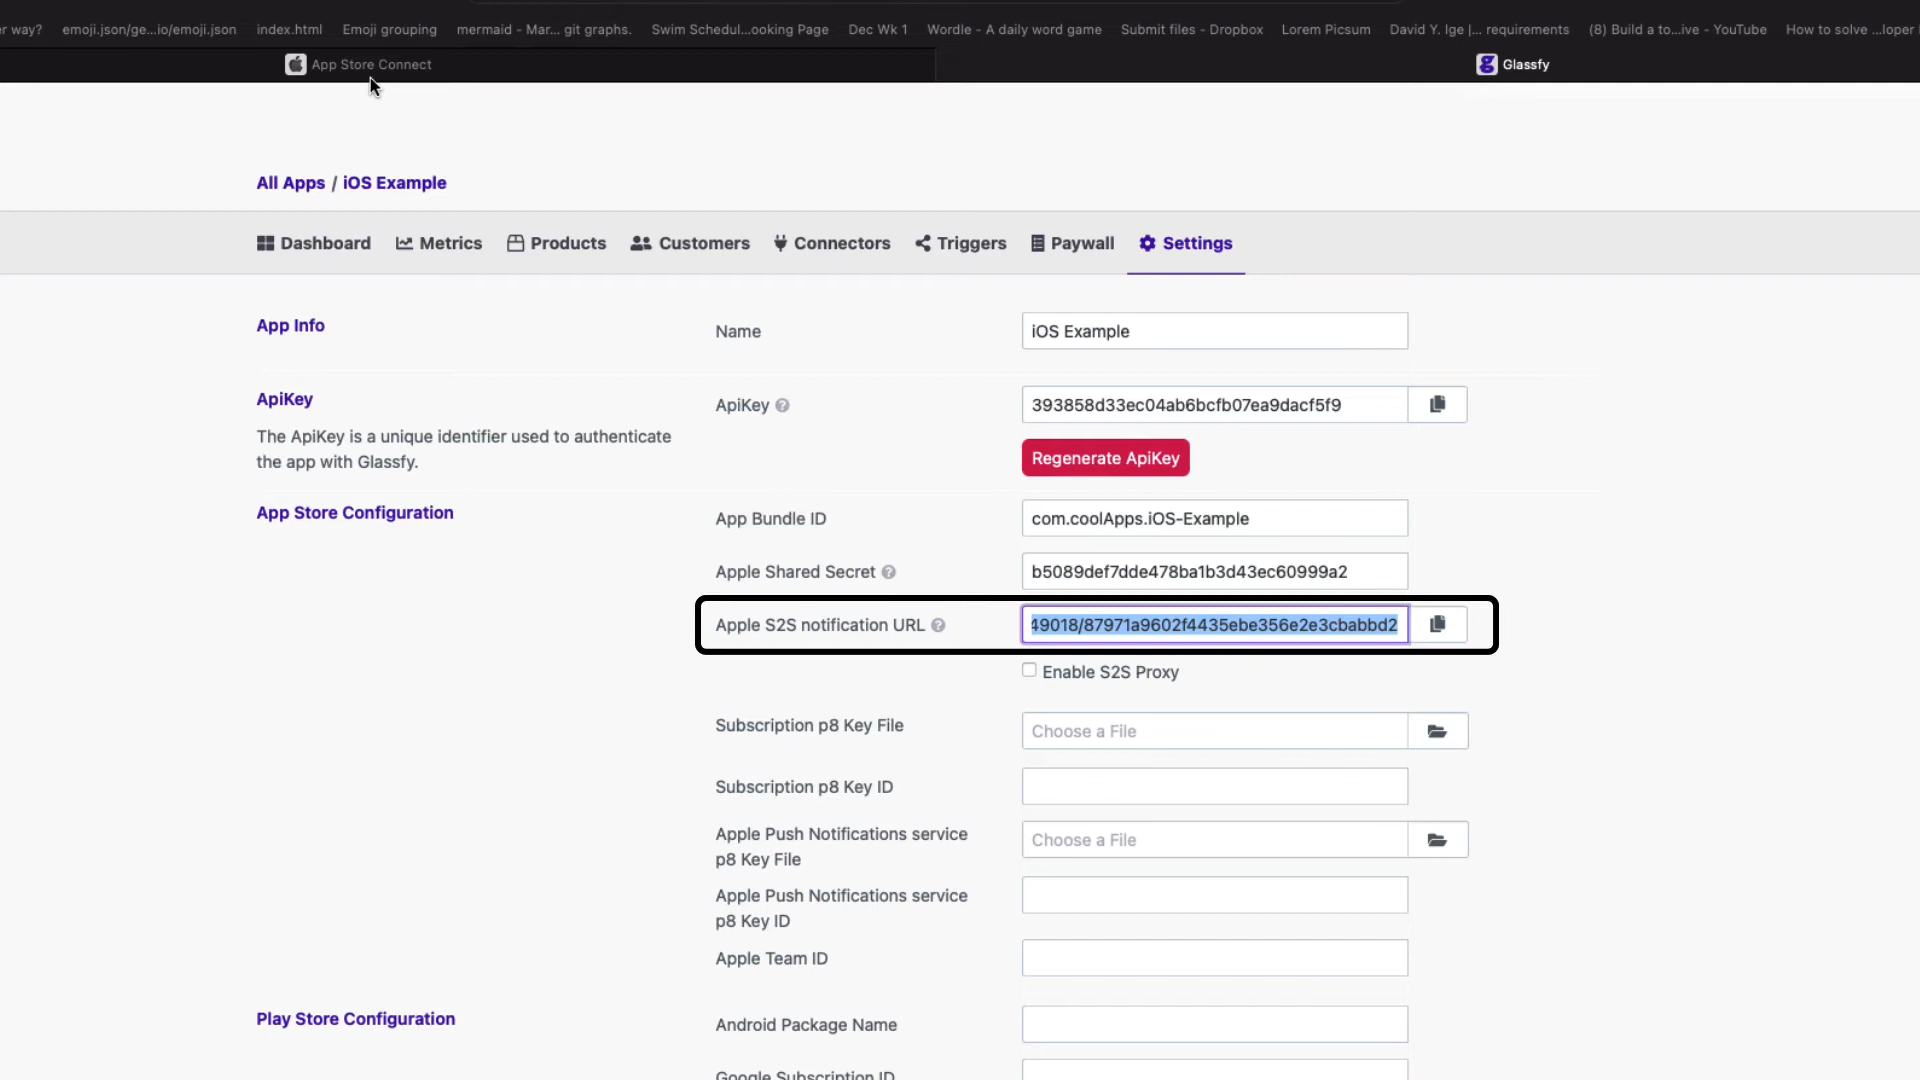 er way? emoji.json/ge...io/emoji.json index.html Emoji grouping mermaid - Mar... git graphs. Swim Schedul...ooking Page Dec Wk 1 Wordle - A daily word game Submit files - Dropbox Lorem Picsum David Y. Ige |... requirements (8) Build a to...ive - YouTube How to solve ...loper
App Store Connect Glassfy
All Apps / iOS Example
Dashboard Metrics Products Customers Connectors Triggers Paywall Settings
App Info Name iOS Example
ApiKey ApiKey 393858d33ec04ab6bcfb07ea9dacf5f9
The ApiKey is a unique identifier used to authenticate
the app with Glassfy.
Regenerate ApiKey
App Store Configuration App Bundle ID com.coolApps.iOS-Example
Apple Shared Secret b5089def7dde478ba1b3d43ec60999a2
Apple S2S notification URL 49018/87971a9602f4435ebe356e2e3cbabbd2
Enable S2S Proxy
Subscription p8 Key File Choose a File
Subscription p8 Key ID
Apple Push Notifications service
p8 Key File
Choose a File
Apple Push Notifications service
p8 Key ID
Apple Team ID
Play Store Configuration Android Package Name
Google Subscription ID